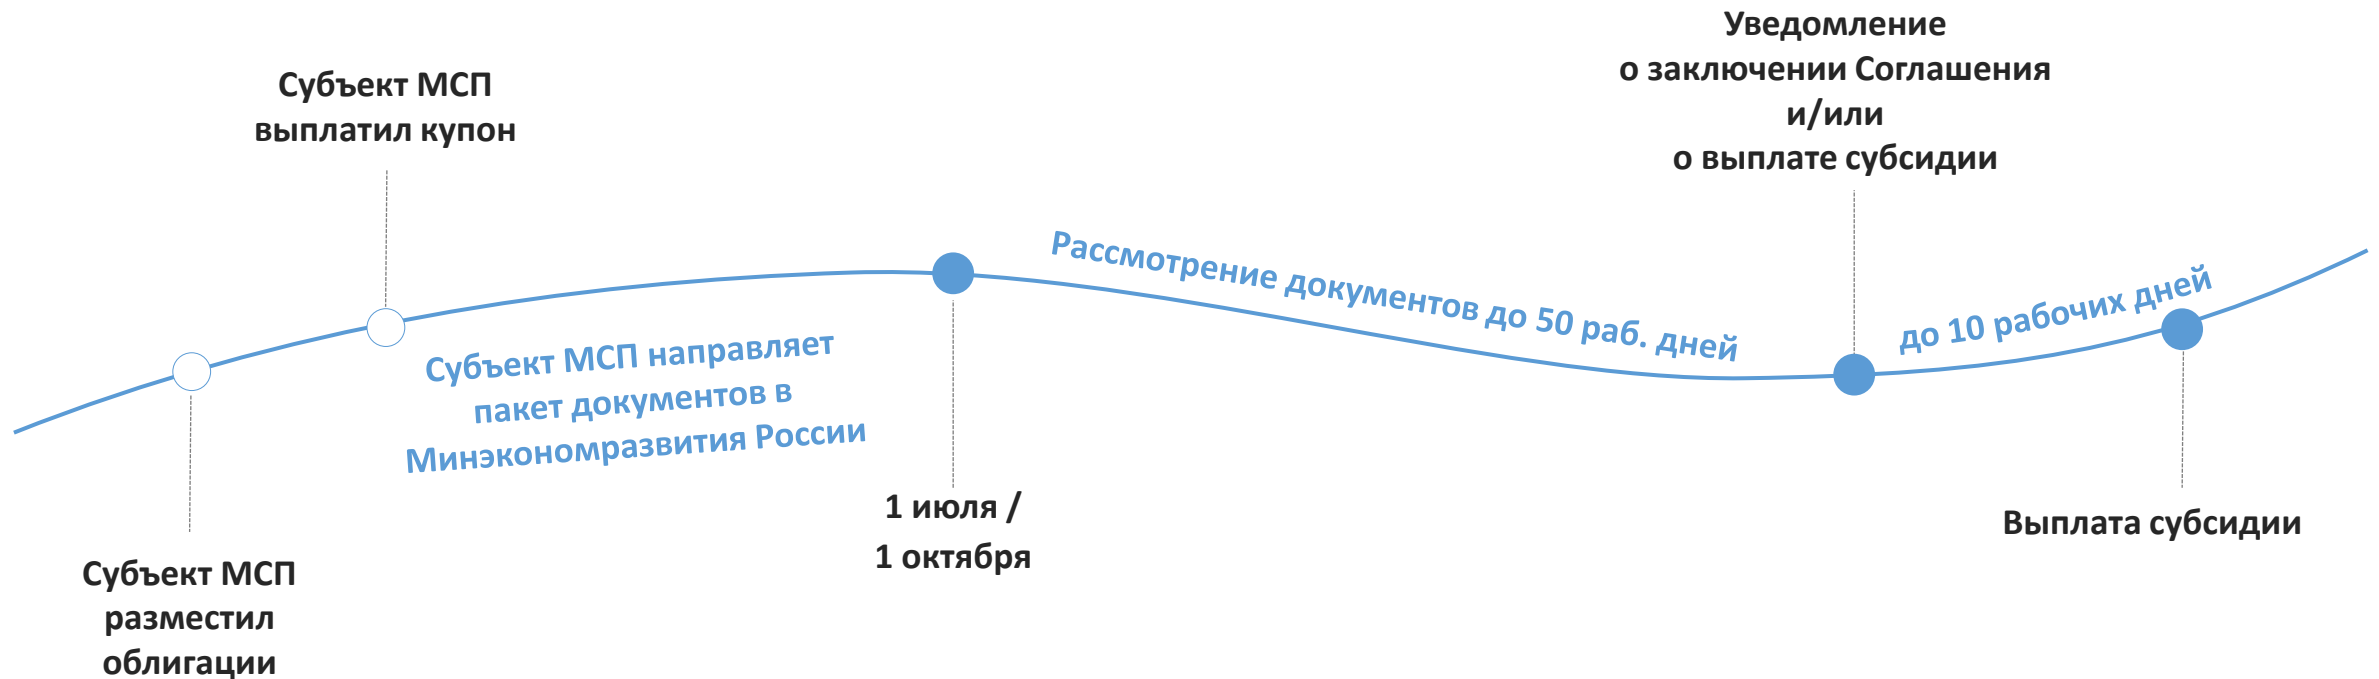 Субъект МСП
разместил
облигации
Субъект МСП
выплатил купон
Субъект МСП направляет
пакет документов в
Минэкономразвития России
1 июля /
1 октября
Рассмотрение документов до 50 раб. дней
Уведомление
о заключении Соглашения
и/или
о выплате субсидии
до 10 рабочих дней
Выплата субсидии